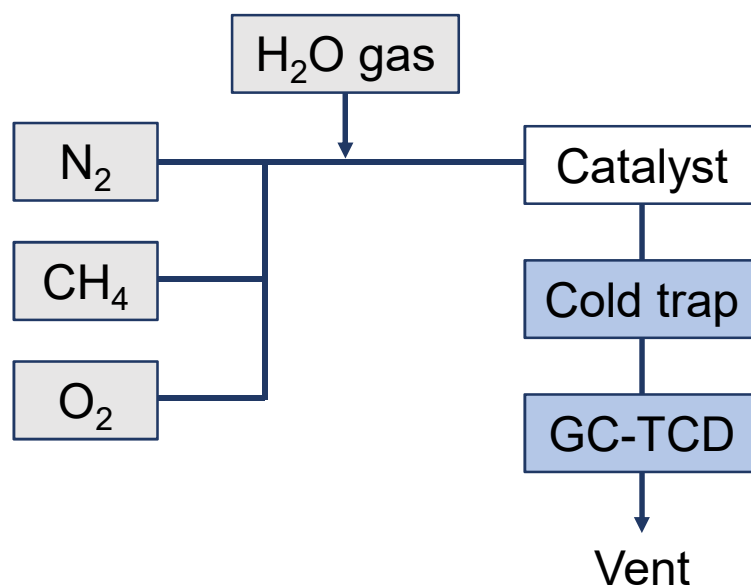 H₂O gas
N₂
Catalyst
CH₄
Cold trap
O₂
GC-TCD
Vent